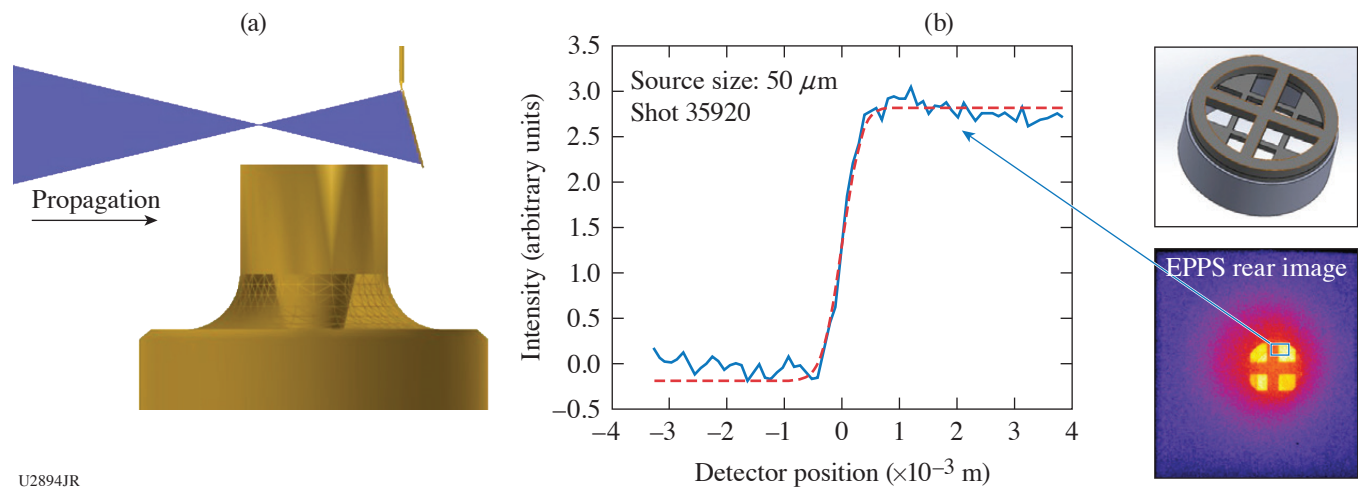 (a)
Propagation
U2894JR
(b)
Intensity (arbitrary units)
3.5
3.0
2.5
2.0
1.5
1.0
0.5
0.0
–0.5
Source size: 50 μm
Shot 35920
–4 –3 –2 –1 0 1 2 3 4
Detector position (×10–3 m)
EPPS rear image